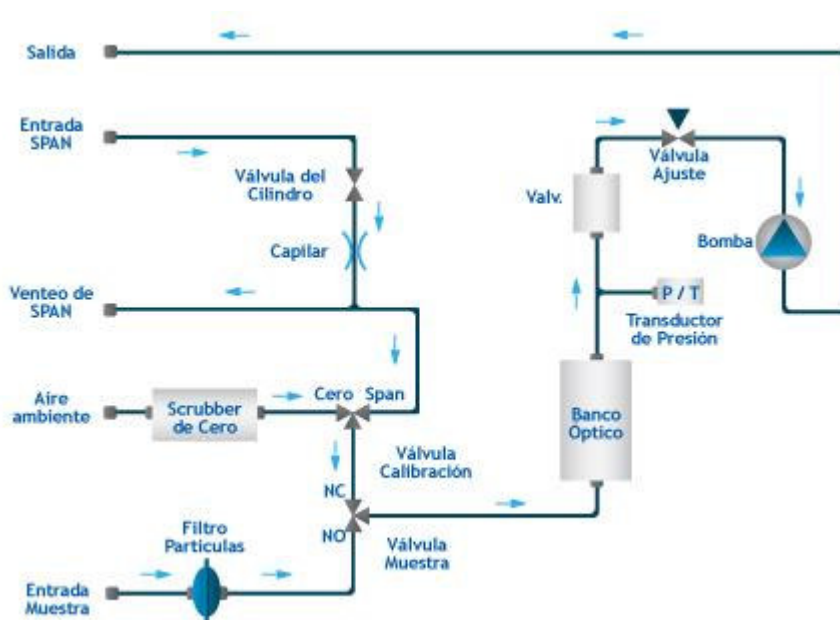 Salida
Entrada
SPAN
Válvula del
Cilindro
Capilar
Venteo de
SPAN
Aire
ambiente
Scrubber
de Cero
Cero
Span
Válvula
Calibración
NC
NO
Válvula
Muestra
Filtro
Particulas
Entrada
Muestra
Valv.
Válvula
Ajuste
Bomba
P / T
Transductor
de Presión
Banco
Óptico